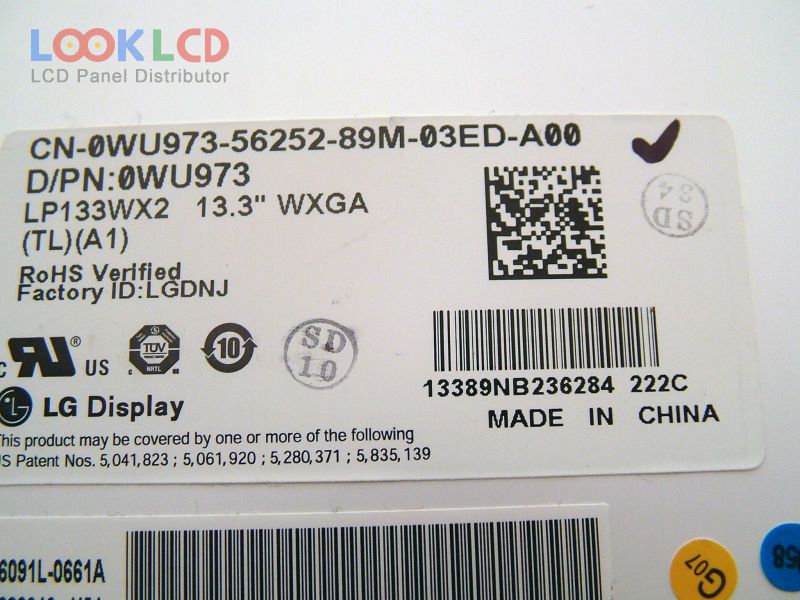 LOOKLCD
LCD Panel Distributor
CN-0WU973-56252-89M-03ED-A00
D/PN:0WU973
LP133WX2 13.3" WXGA
(TL)(A1)
RoHS Verified
Factory ID:LGDNJ
SD
34
c RU ® US
TÜV
NRTL
c us
10
SD
10
LG Display
13389NB236284 222C
MADE IN CHINA
This product may be covered by one or more of the following
US Patent Nos. 5,041,823 ; 5,061,920 ; 5,280,371 ; 5,835,139
6091L-0661A
G07
58